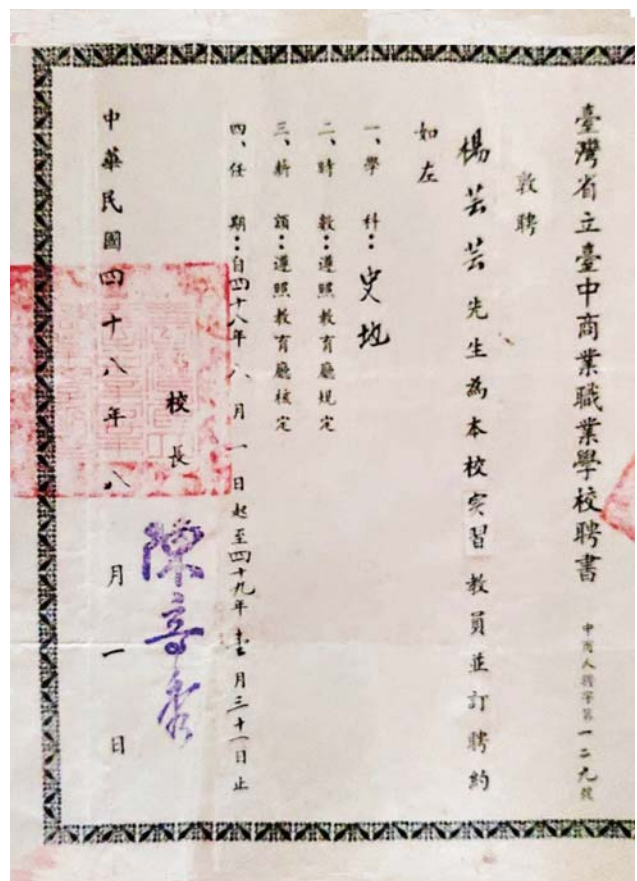 臺灣省立臺中商業職業學校聘書
中商人聘字第一二九號
敦聘
楊芸芸先生為本校实習教員並訂聘約
如左
一、學科：史地
二、時數：遵照教育廳規定
三、薪額：遵照教育廳核定
四、任期：自四十八年八月一日起至四十九年 月三十一日止
校長
陳
中華民國四十八年八月一日